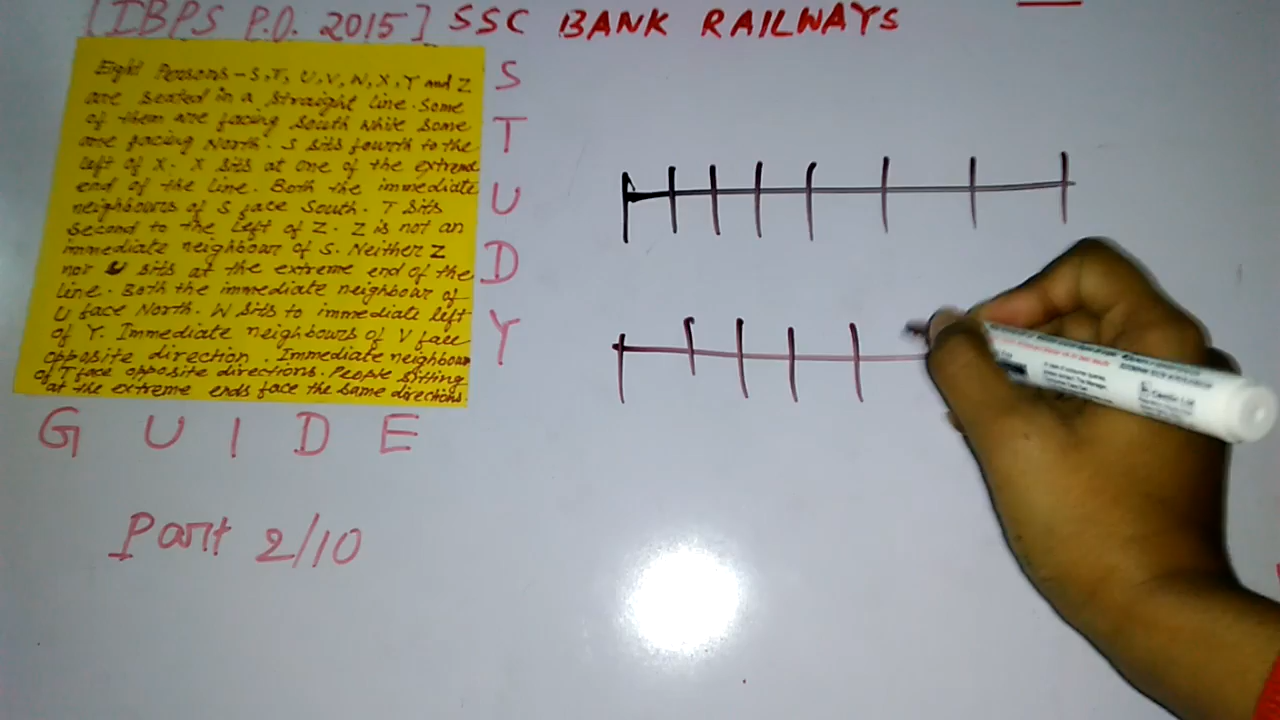 [IBPS P.O. 2015] SSC BANK RAILWAYS
Eight Persons - S,T, U,V, W, X, Y and Z
are seated in a straight line. Some
of them are facing South while some
are facing North. S sits fourth to the
left of X. X sits at one of the extreme
end of the line. Both the immediate
neighbours of S face South. T sits
second to the left of Z. Z is not an
immediate neighbour of S. Neither Z
nor U sits at the extreme end of the
line. Both the immediate neighbour of
U face North. W sits to immediate left
of Y. Immediate neighbours of V face
opposite direction. Immediate neighbour
of T face opposite directions. People sitting
at the extreme ends face the same directions.
S
T
U
D
Y
G U I D E
Part 2/10